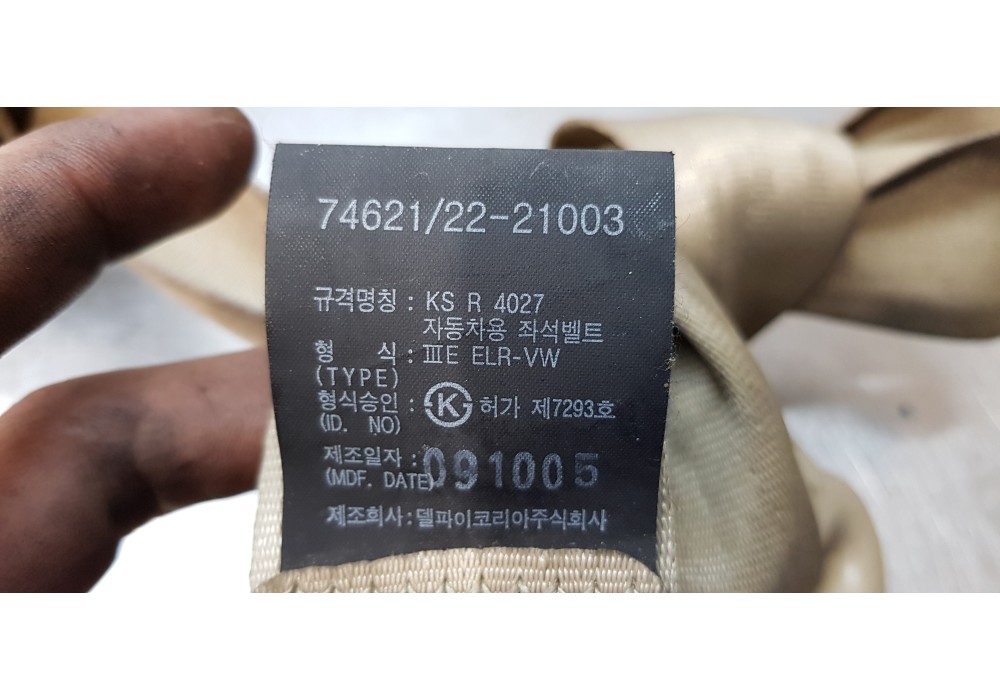 74621/22-21003
규격명칭 : KS R 4027
자동차용 좌석벨트
형 식 : ⅢE ELR-VW
(TYPE)
형식승인 : K 허가 제7293호
(ID. NO)
제조일자 : 091005
(MDF. DATE)
제조회사:델파이코리아주식회사